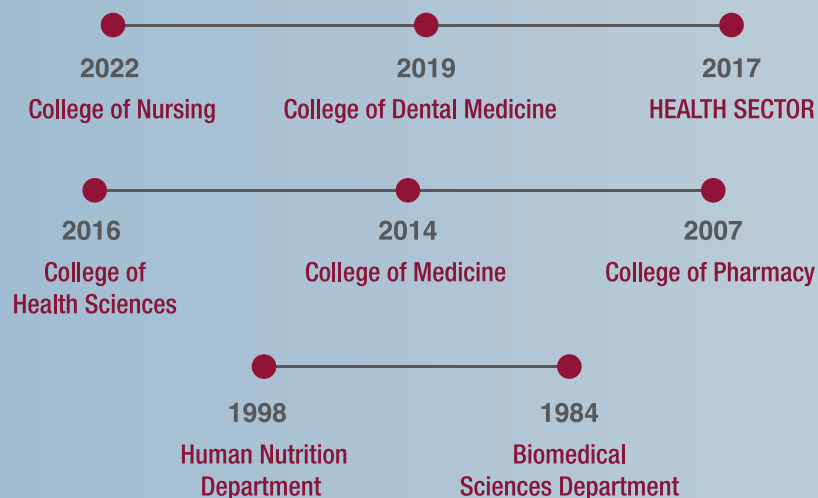 2022 2019 2017
College of Nursing College of Dental Medicine HEALTH SECTOR
2016 2014 2007
College of College of Medicine College of Pharmacy
Health Sciences
1998 1984
Human Nutrition Biomedical
Department Sciences Department